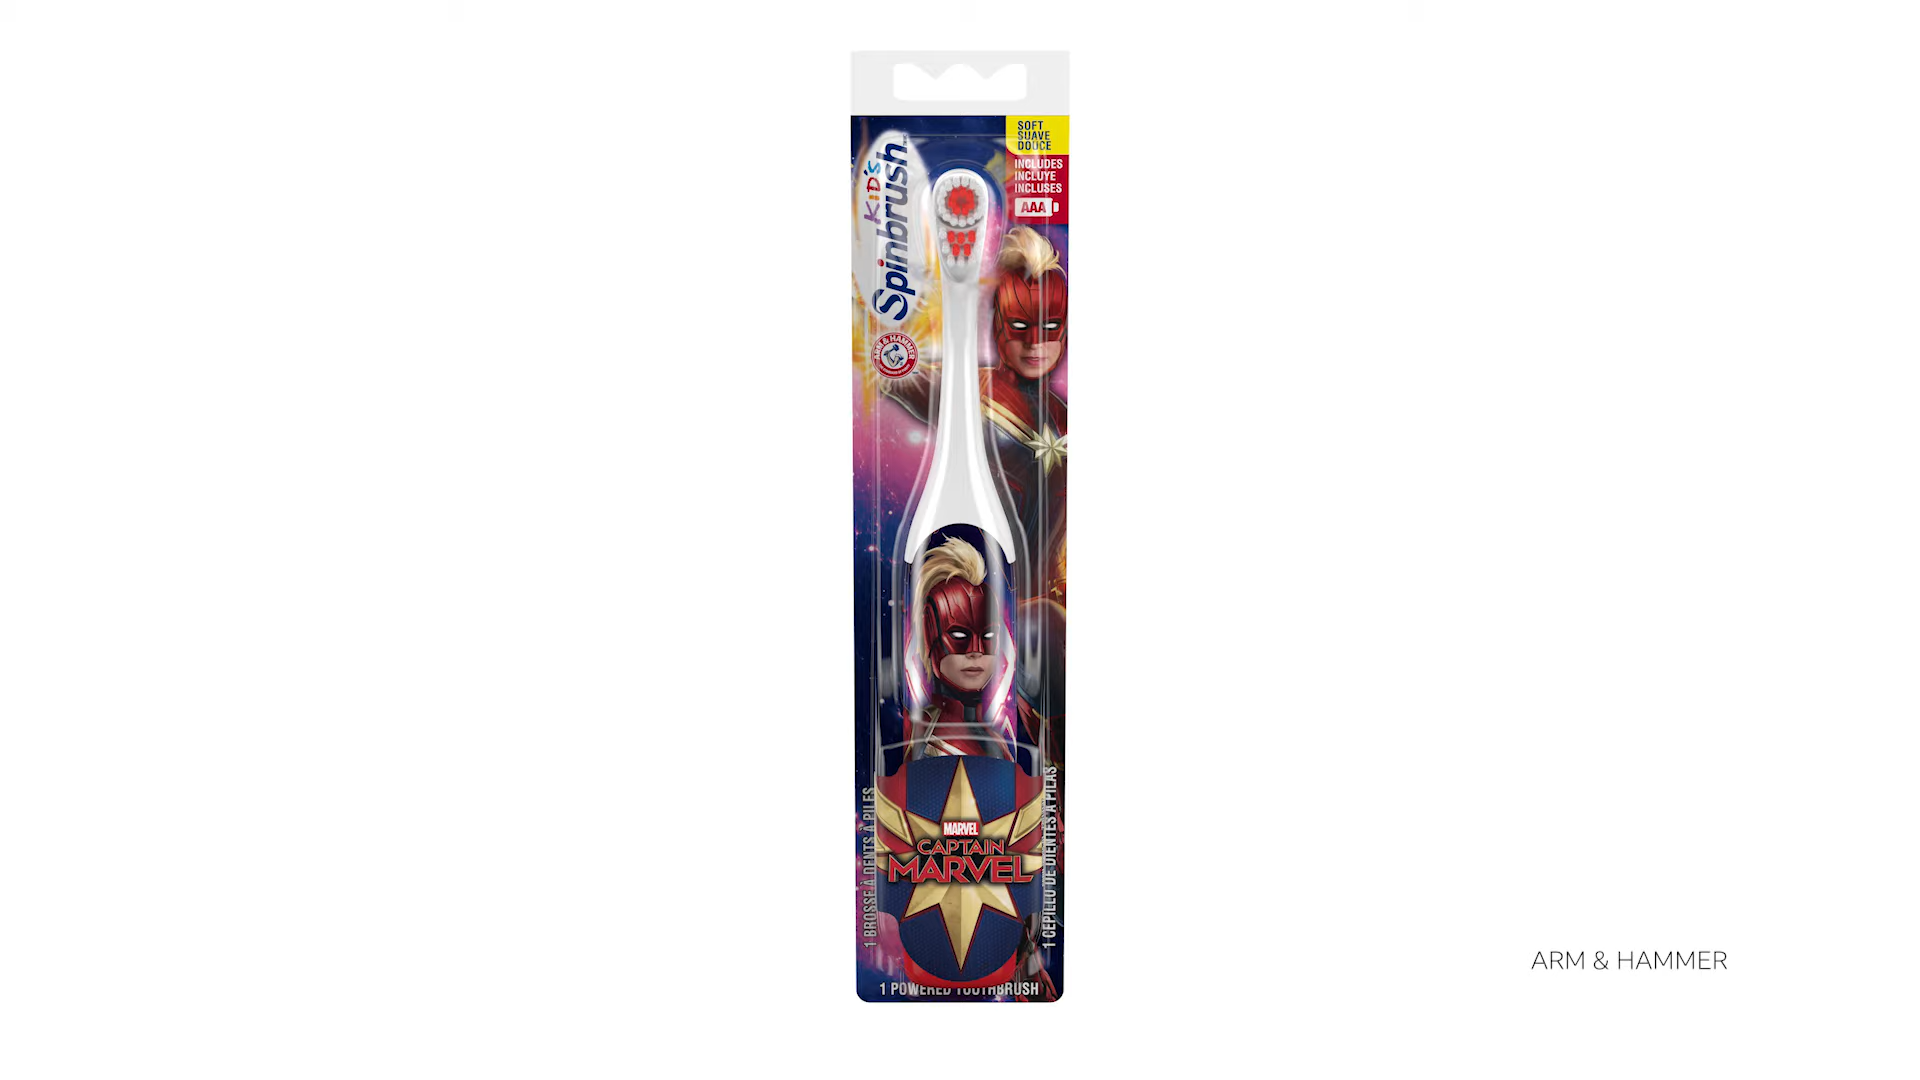 SOFT
SUAVE
DOUCE
INCLUDES
INCLUYE
INCLUSES
AAA
KID'S
Spinbrush
ARM & HAMMER
MARVEL
CAPTAIN
MARVEL
1 BROSSE À DENTS À PILES
1 CEPILLO DE DIENTES A PILAS
1 POWERED TOOTHBRUSH
ARM & HAMMER